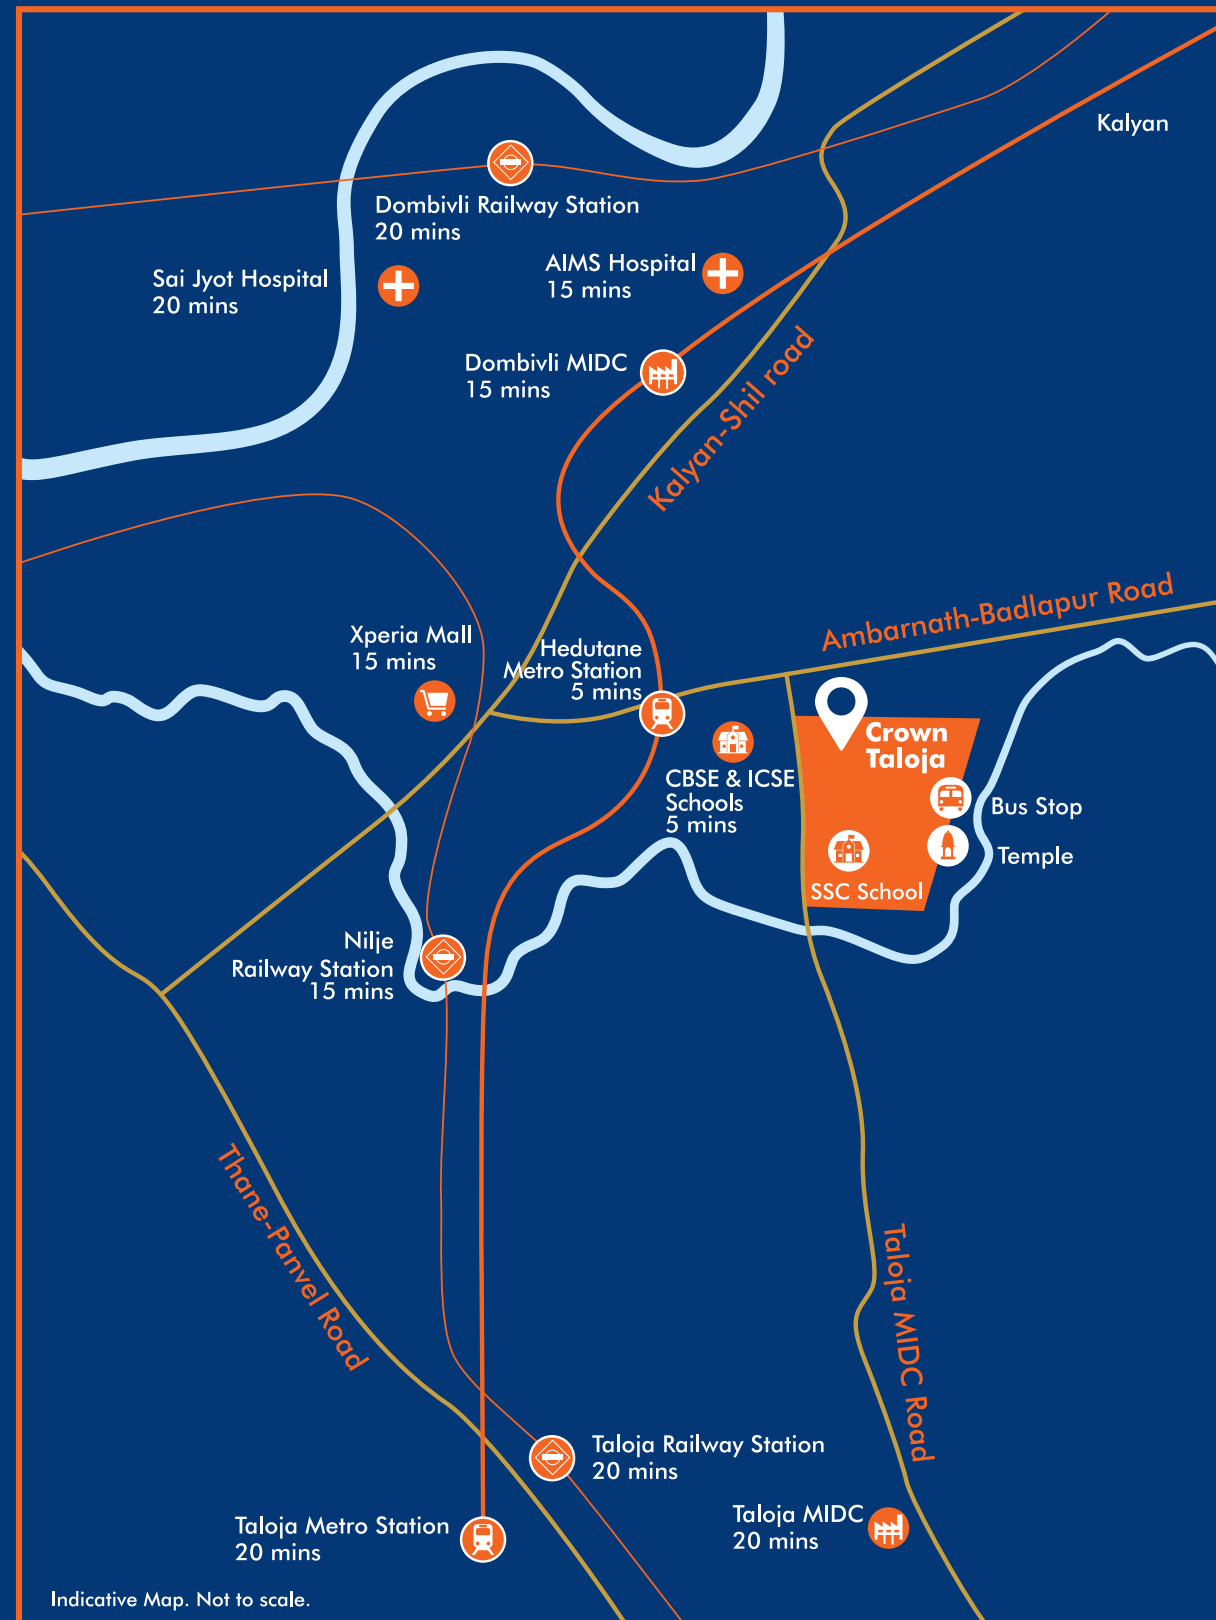 Kalyan
Dombivli Railway Station
20 mins
AIMS Hospital
15 mins
Sai Jyot Hospital
20 mins
Dombivli MIDC
15 mins
Kalyan-Shil road
Ambarnath-Badlapur Road
Xperia Mall
15 mins
Hedutane
Metro Station
5 mins
Crown
Taloja
CBSE & ICSE
Schools
5 mins
Bus Stop
Temple
SSC School
Nilje
Railway Station
15 mins
Thane-Panvel Road
Taloja MIDC Road
Taloja Railway Station
20 mins
Taloja MIDC
20 mins
Taloja Metro Station
20 mins
Indicative Map. Not to scale.